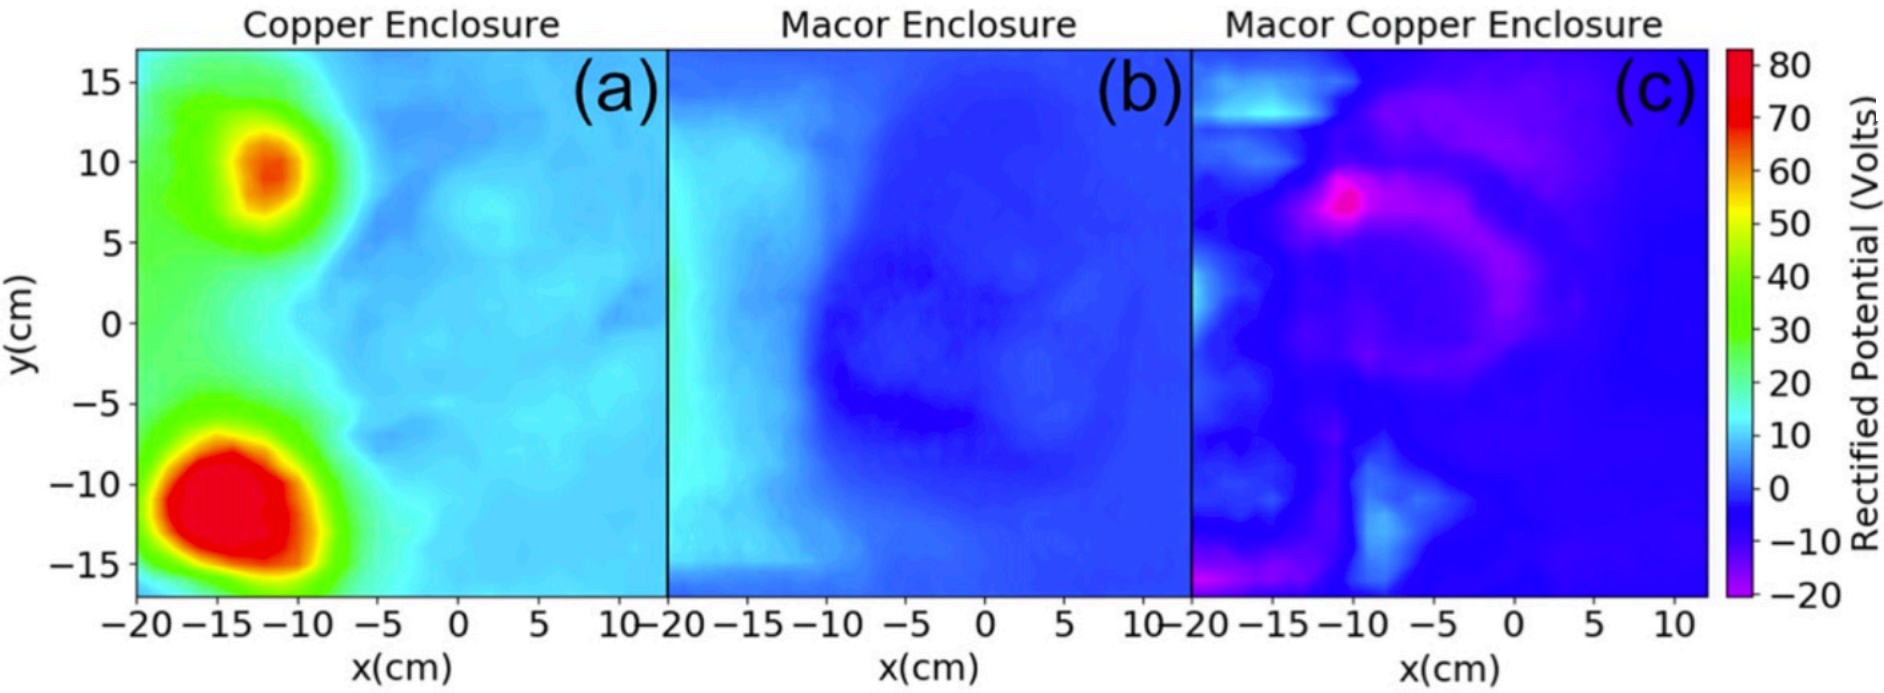 Copper Enclosure Macor Enclosure Macor Copper Enclosure
(a) (b) (c)
15
10
5
0
−5
−10
−15
y(cm)
−20 −15 −10 −5 0 5 10
−20 −15 −10 −5 0 5 10
−20 −15 −10 −5 0 5 10
x(cm) x(cm) x(cm)
80
70
60
50
40
30
20
10
0
−10
−20
Rectified Potential (Volts)